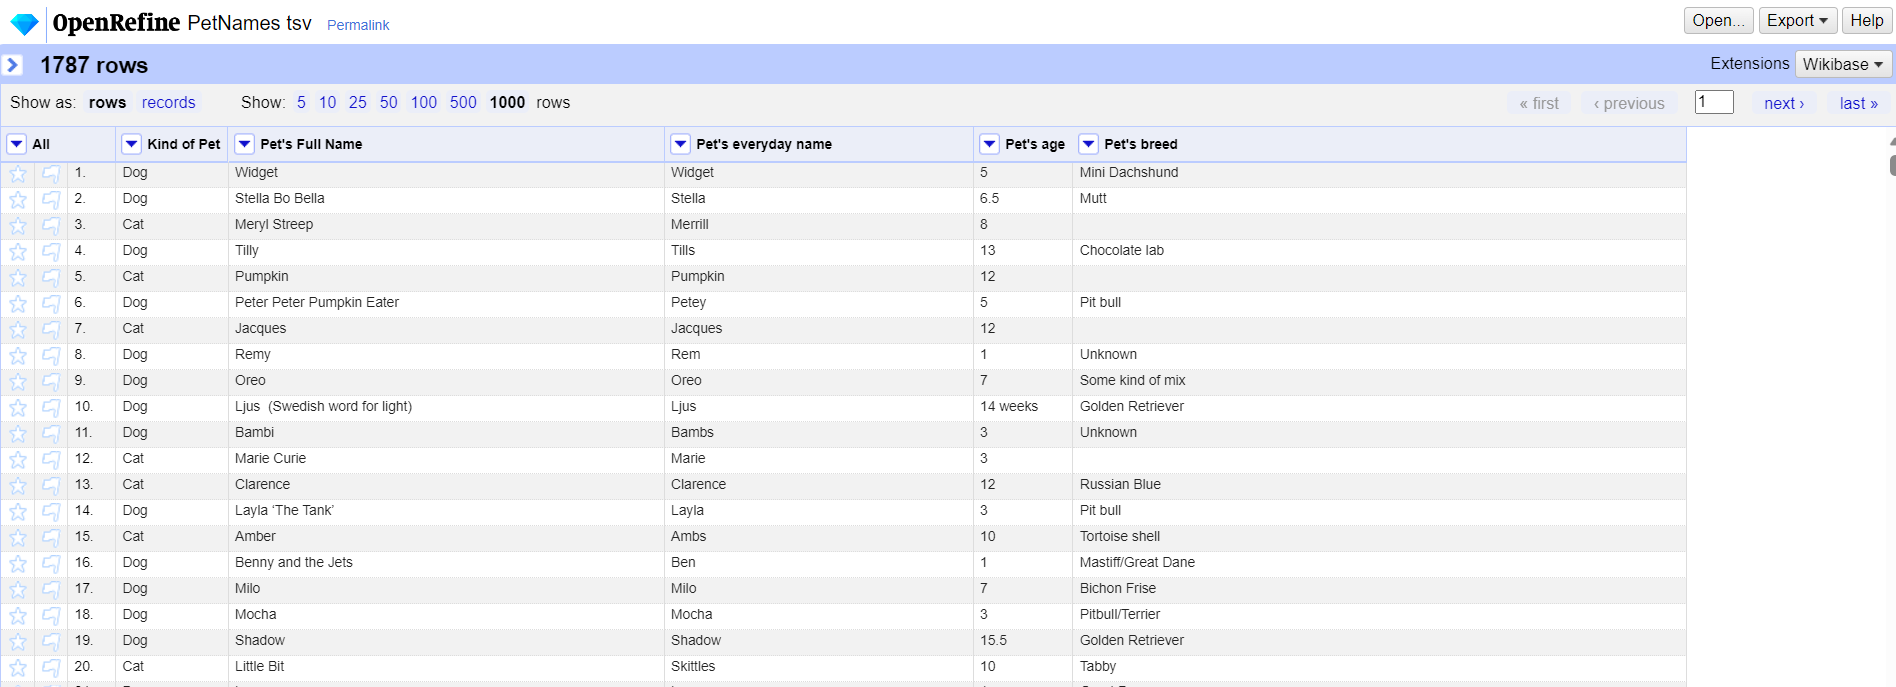 OpenRefine PetNames tsv Permalink Open... Export Help
1787 rows Extensions Wikibase
Show as: rows records Show: 5 10 25 50 100 500 1000 rows « first ‹ previous 1 next › last »
All Kind of Pet Pet's Full Name Pet's everyday name Pet's age Pet's breed
1. Dog Widget Widget 5 Mini Dachshund
2. Dog Stella Bo Bella Stella 6.5 Mutt
3. Cat Meryl Streep Merrill 8
4. Dog Tilly Tills 13 Chocolate lab
5. Cat Pumpkin Pumpkin 12
6. Dog Peter Peter Pumpkin Eater Petey 5 Pit bull
7. Cat Jacques Jacques 12
8. Dog Remy Rem 1 Unknown
9. Dog Oreo Oreo 7 Some kind of mix
10. Dog Ljus  (Swedish word for light) Ljus 14 weeks Golden Retriever
11. Dog Bambi Bambs 3 Unknown
12. Cat Marie Curie Marie 3
13. Cat Clarence Clarence 12 Russian Blue
14. Dog Layla ‘The Tank’ Layla 3 Pit bull
15. Cat Amber Ambs 10 Tortoise shell
16. Dog Benny and the Jets Ben 1 Mastiff/Great Dane
17. Dog Milo Milo 7 Bichon Frise
18. Dog Mocha Mocha 3 Pitbull/Terrier
19. Dog Shadow Shadow 15.5 Golden Retriever
20. Cat Little Bit Skittles 10 Tabby